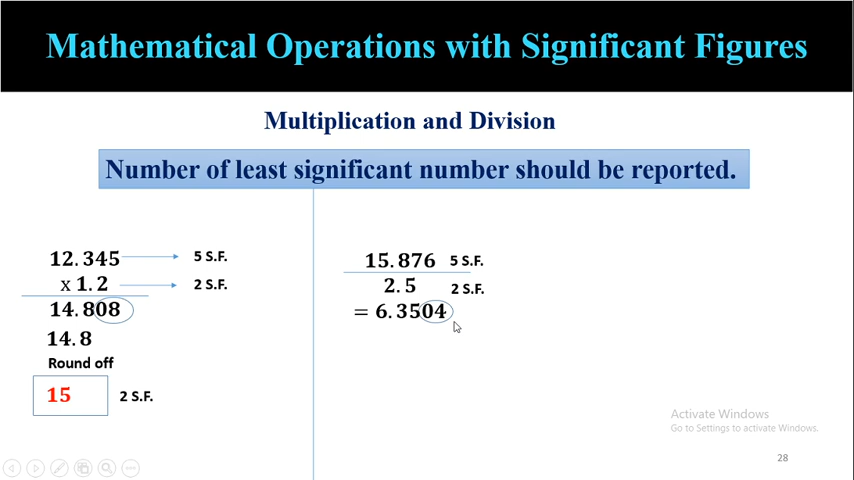 Mathematical Operations with Significant Figures
Multiplication and Division
Number of least significant number should be reported.
12.345 5 S.F.
x 1.2 2 S.F.
14.808
14.8
Round off
15 2 S.F.
15.876 5 S.F.
2.5 2 S.F.
= 6.3504
Activate Windows
Go to Settings to activate Windows.
28